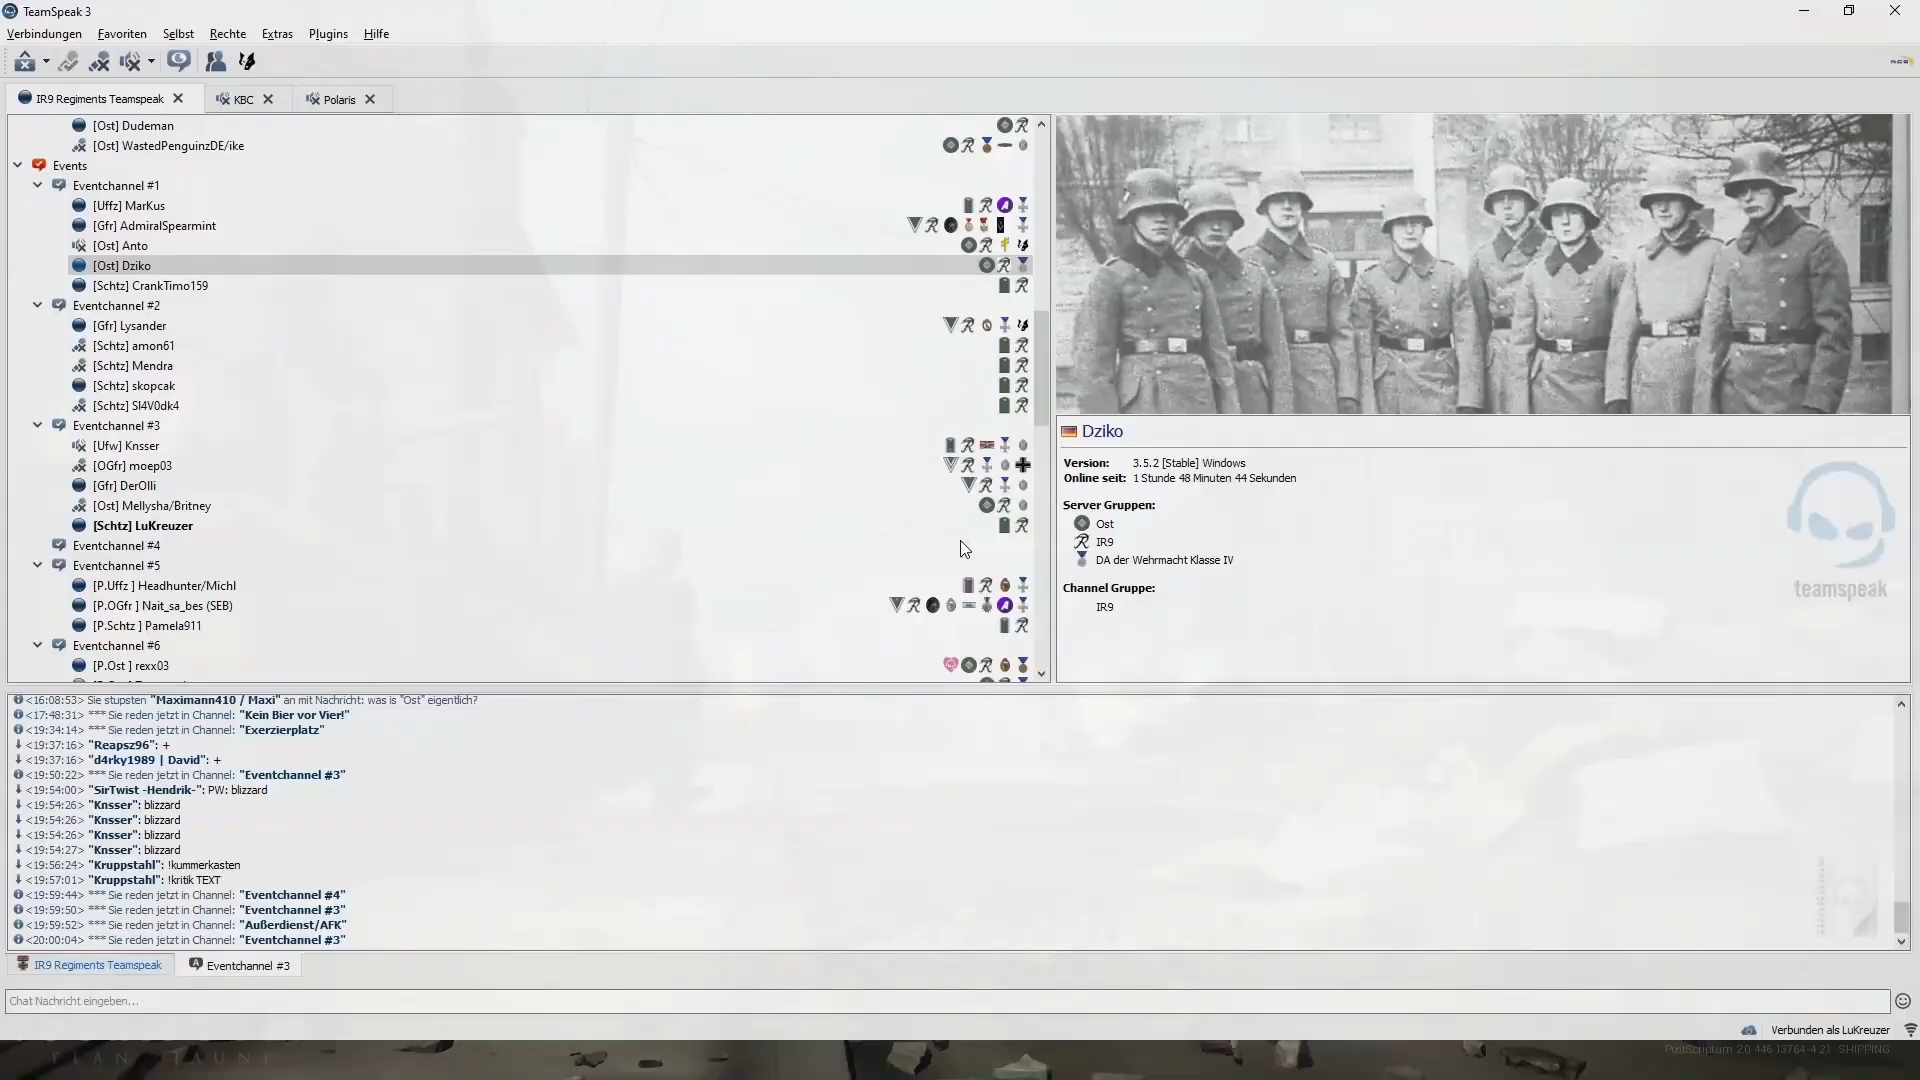 TeamSpeak 3
Verbindungen Favoriten Selbst Rechte Extras Plugins Hilfe
IR9 Regiments Teamspeak KBC Polaris
[Ost] Dudeman
[Ost] WastedPenguinzDE/ike
Events
Eventchannel #1
[Uffz] MarKus
[Gfr] AdmiralSpearmint
[Ost] Anto
[Ost] Dziko
[Schtz] CrankTimo159
Eventchannel #2
[Gfr] Lysander
[Schtz] amon61
[Schtz] Mendra
[Schtz] skopcak
[Schtz] Sl4V0dk4
Eventchannel #3
[Ufw] Knsser
[OGfr] moep03
[Gfr] DerOlli
[Ost] Mellysha/Britney
[Schtz] LuKreuzer
Eventchannel #4
Eventchannel #5
[P.Uffz ] Headhunter/Michl
[P.OGfr ] Nait_sa_bes (SEB)
[P.Schtz ] Pamela911
Eventchannel #6
[P.Ost ] rexx03
Dziko
Version: 3.5.2 [Stable] Windows
Online seit: 1 Stunde 48 Minuten 44 Sekunden
Server Gruppen:
Ost
IR9
DA der Wehrmacht Klasse IV
Channel Gruppe:
IR9
teamspeak
<16:08:53> Sie stupsten "Maximann410 / Maxi" an mit Nachricht: was is "Ost" eigentlich?
<17:48:31> *** Sie reden jetzt in Channel: "Kein Bier vor Vier!"
<19:34:14> *** Sie reden jetzt in Channel: "Exerzierplatz"
<19:37:16> "Reapsz96": +
<19:37:16> "d4rky1989 | David": +
<19:50:22> *** Sie reden jetzt in Channel: "Eventchannel #3"
<19:54:00> "SirTwist -Hendrik-": PW: blizzard
<19:54:26> "Knsser": blizzard
<19:54:26> "Knsser": blizzard
<19:54:26> "Knsser": blizzard
<19:54:27> "Knsser": blizzard
<19:56:24> "Kruppstahl": !kummerkasten
<19:57:01> "Kruppstahl": !kritik TEXT
<19:59:44> *** Sie reden jetzt in Channel: "Eventchannel #4"
<19:59:50> *** Sie reden jetzt in Channel: "Eventchannel #3"
<19:59:52> *** Sie reden jetzt in Channel: "Außerdienst/AFK"
<20:00:04> *** Sie reden jetzt in Channel: "Eventchannel #3"
IR9 Regiments Teamspeak Eventchannel #3
Chat Nachricht eingeben...
Verbunden als LuKreuzer